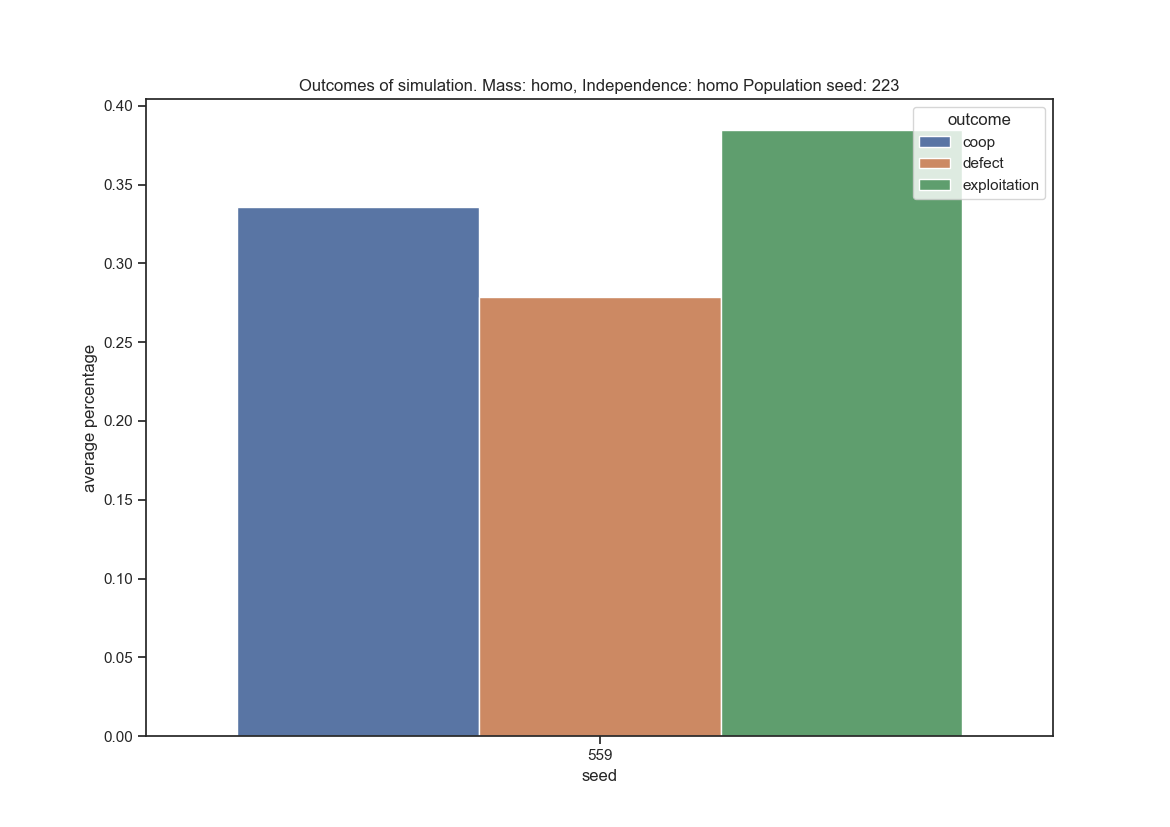 Outcomes of simulation. Mass: homo, Independence: homo Population seed: 223
outcome
coop
defect
exploitation
average percentage
0.40
0.35
0.30
0.25
0.20
0.15
0.10
0.05
0.00
559
seed